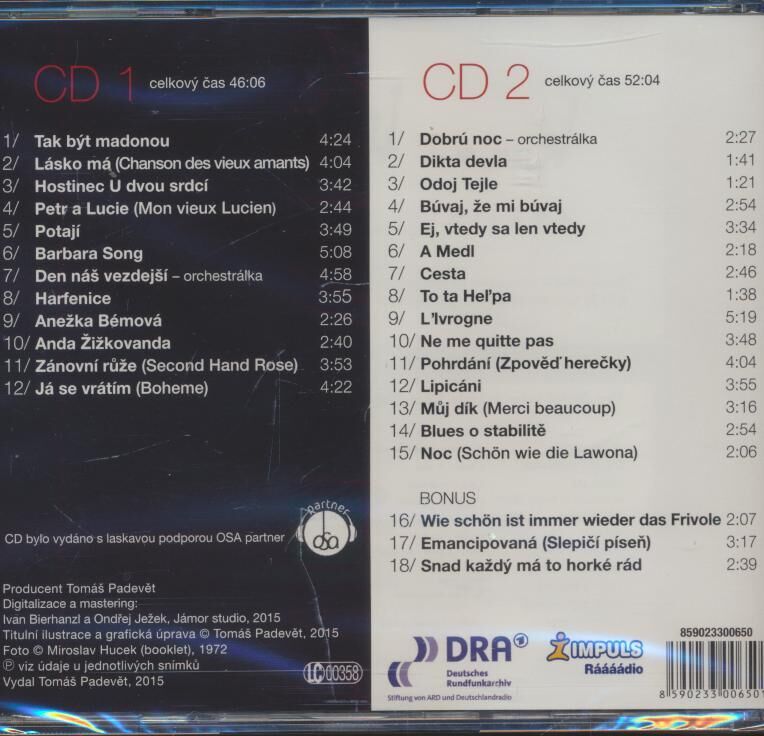 CD 1 celkový čas 46:06
1/ Tak být madonou 4:24
2/ Lásko má (Chanson des vieux amants) 4:04
3/ Hostinec U dvou srdcí 3:42
4/ Petr a Lucie (Mon vieux Lucien) 2:44
5/ Potají 3:49
6/ Barbara Song 5:08
7/ Den náš vezdejší – orchestrálka 4:58
8/ Harfenice 3:55
9/ Anežka Bémová 2:26
10/ Anda Žižkovanda 2:40
11/ Zánovní růže (Second Hand Rose) 3:53
12/ Já se vrátím (Boheme) 4:22
CD bylo vydáno s laskavou podporou OSA partner
partner
osa
Producent Tomáš Padevět
Digitalizace a mastering:
Ivan Bierhanzl a Ondřej Ježek, Jámor studio, 2015
Titulní ilustrace a grafická úprava © Tomáš Padevět, 2015
Foto © Miroslav Hucek (booklet), 1972
℗ viz údaje u jednotlivých snímků
Vydal Tomáš Padevět, 2015
LC 00358
CD 2 celkový čas 52:04
1/ Dobrú noc – orchestrálka 2:27
2/ Dikta devla 1:41
3/ Odoj Tejle 1:21
4/ Búvaj, že mi búvaj 2:54
5/ Ej, vtedy sa len vtedy 3:34
6/ A Medl 2:18
7/ Cesta 2:46
8/ To ta Heľpa 1:38
9/ L'Ivrogne 5:19
10/ Ne me quitte pas 3:48
11/ Pohrdání (Zpověď herečky) 4:04
12/ Lipicáni 3:55
13/ Můj dík (Merci beaucoup) 3:16
14/ Blues o stabilitě 2:54
15/ Noc (Schön wie die Lawona) 2:06
BONUS
16/ Wie schön ist immer wieder das Frivole 2:07
17/ Emancipovaná (Slepičí píseň) 3:17
18/ Snad každý má to horké rád 2:39
DRA
Deutsches
Rundfunkarchiv
Stiftung von ARD und Deutschlandradio
IMPULS
Ráááádio
859023300650
8 590233 006501